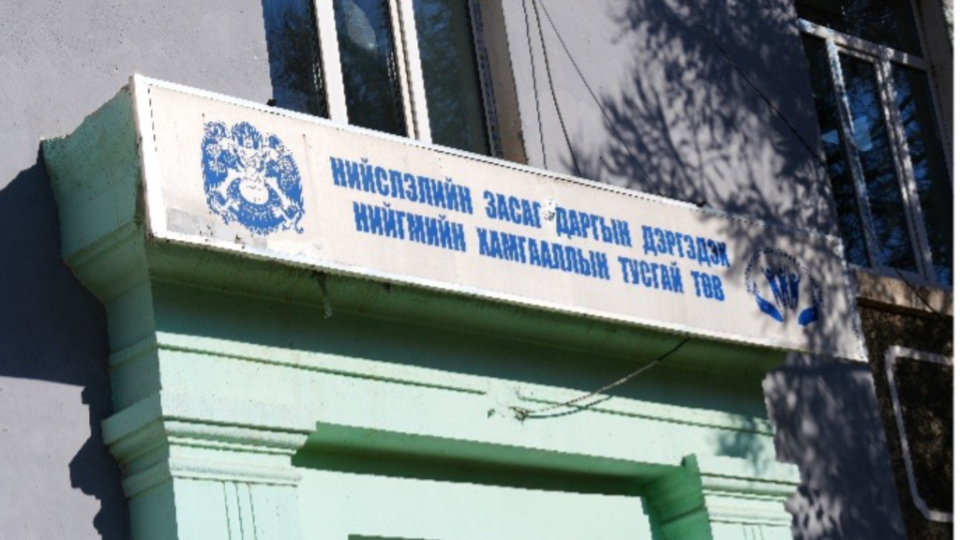 НИЙСЛЭЛИЙН ЗАСАГ ДАРГЫН ДЭРГЭДЭХ
НИЙГМИЙН ХАМГААЛЛЫН ТУСГАЙ ТӨВ